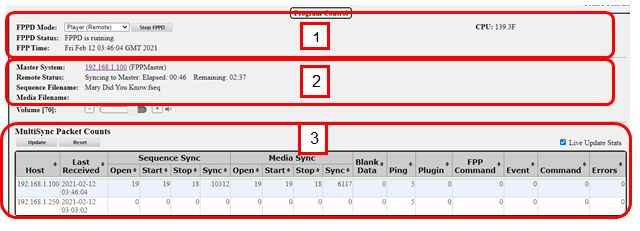 Program Control
FPPD Mode: Player (Remote) Stop FPPD CPU: 139.3F
FPPD Status: FPPD is running.
FPP Time: Fri Feb 12 03:46:04 GMT 2021
1
Master System: 192.168.1.100 (FPPMaster)
Remote Status: Syncing to Master: Elapsed: 00:46 Remaining: 02:37
Sequence Filename: Mary Did You Know.fseq
Media Filename:
2
Volume [70]: - +
MultiSync Packet Counts
3
Update Reset Live Update Stats
Sequence Sync Media Sync
Host Last Received Open Start Stop Sync Open Start Stop Sync Blank Data Ping Plugin FPP Command Event Command Errors
192.168.1.100 2021-02-12 03:46:04 19 19 18 10312 19 19 18 6117 0 5 0 0 0 0 0
192.168.1.250 2021-02-12 03:03:02 0 0 0 0 0 0 0 0 0 5 0 0 0 0 0